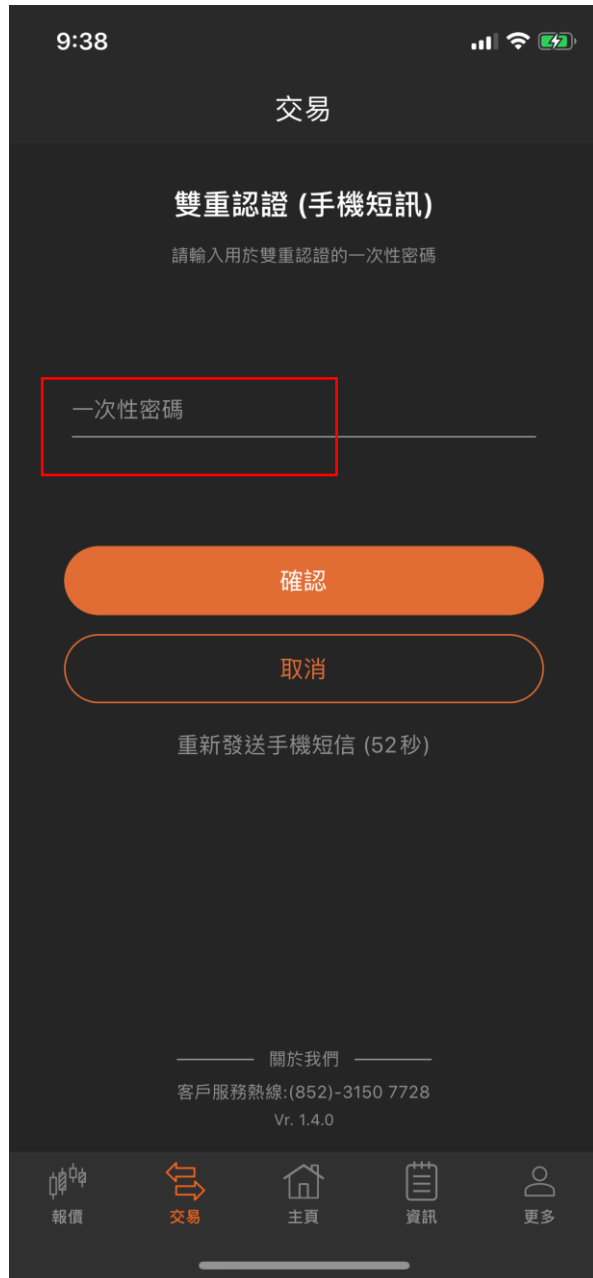 9:38
交易
雙重認證 (手機短訊)
請輸入用於雙重認證的一次性密碼
一次性密碼
確認
取消
重新發送手機短信 (52秒)
關於我們
客戶服務熱線:(852)-3150 7728
Vr. 1.4.0
報價 交易 主頁 資訊 更多